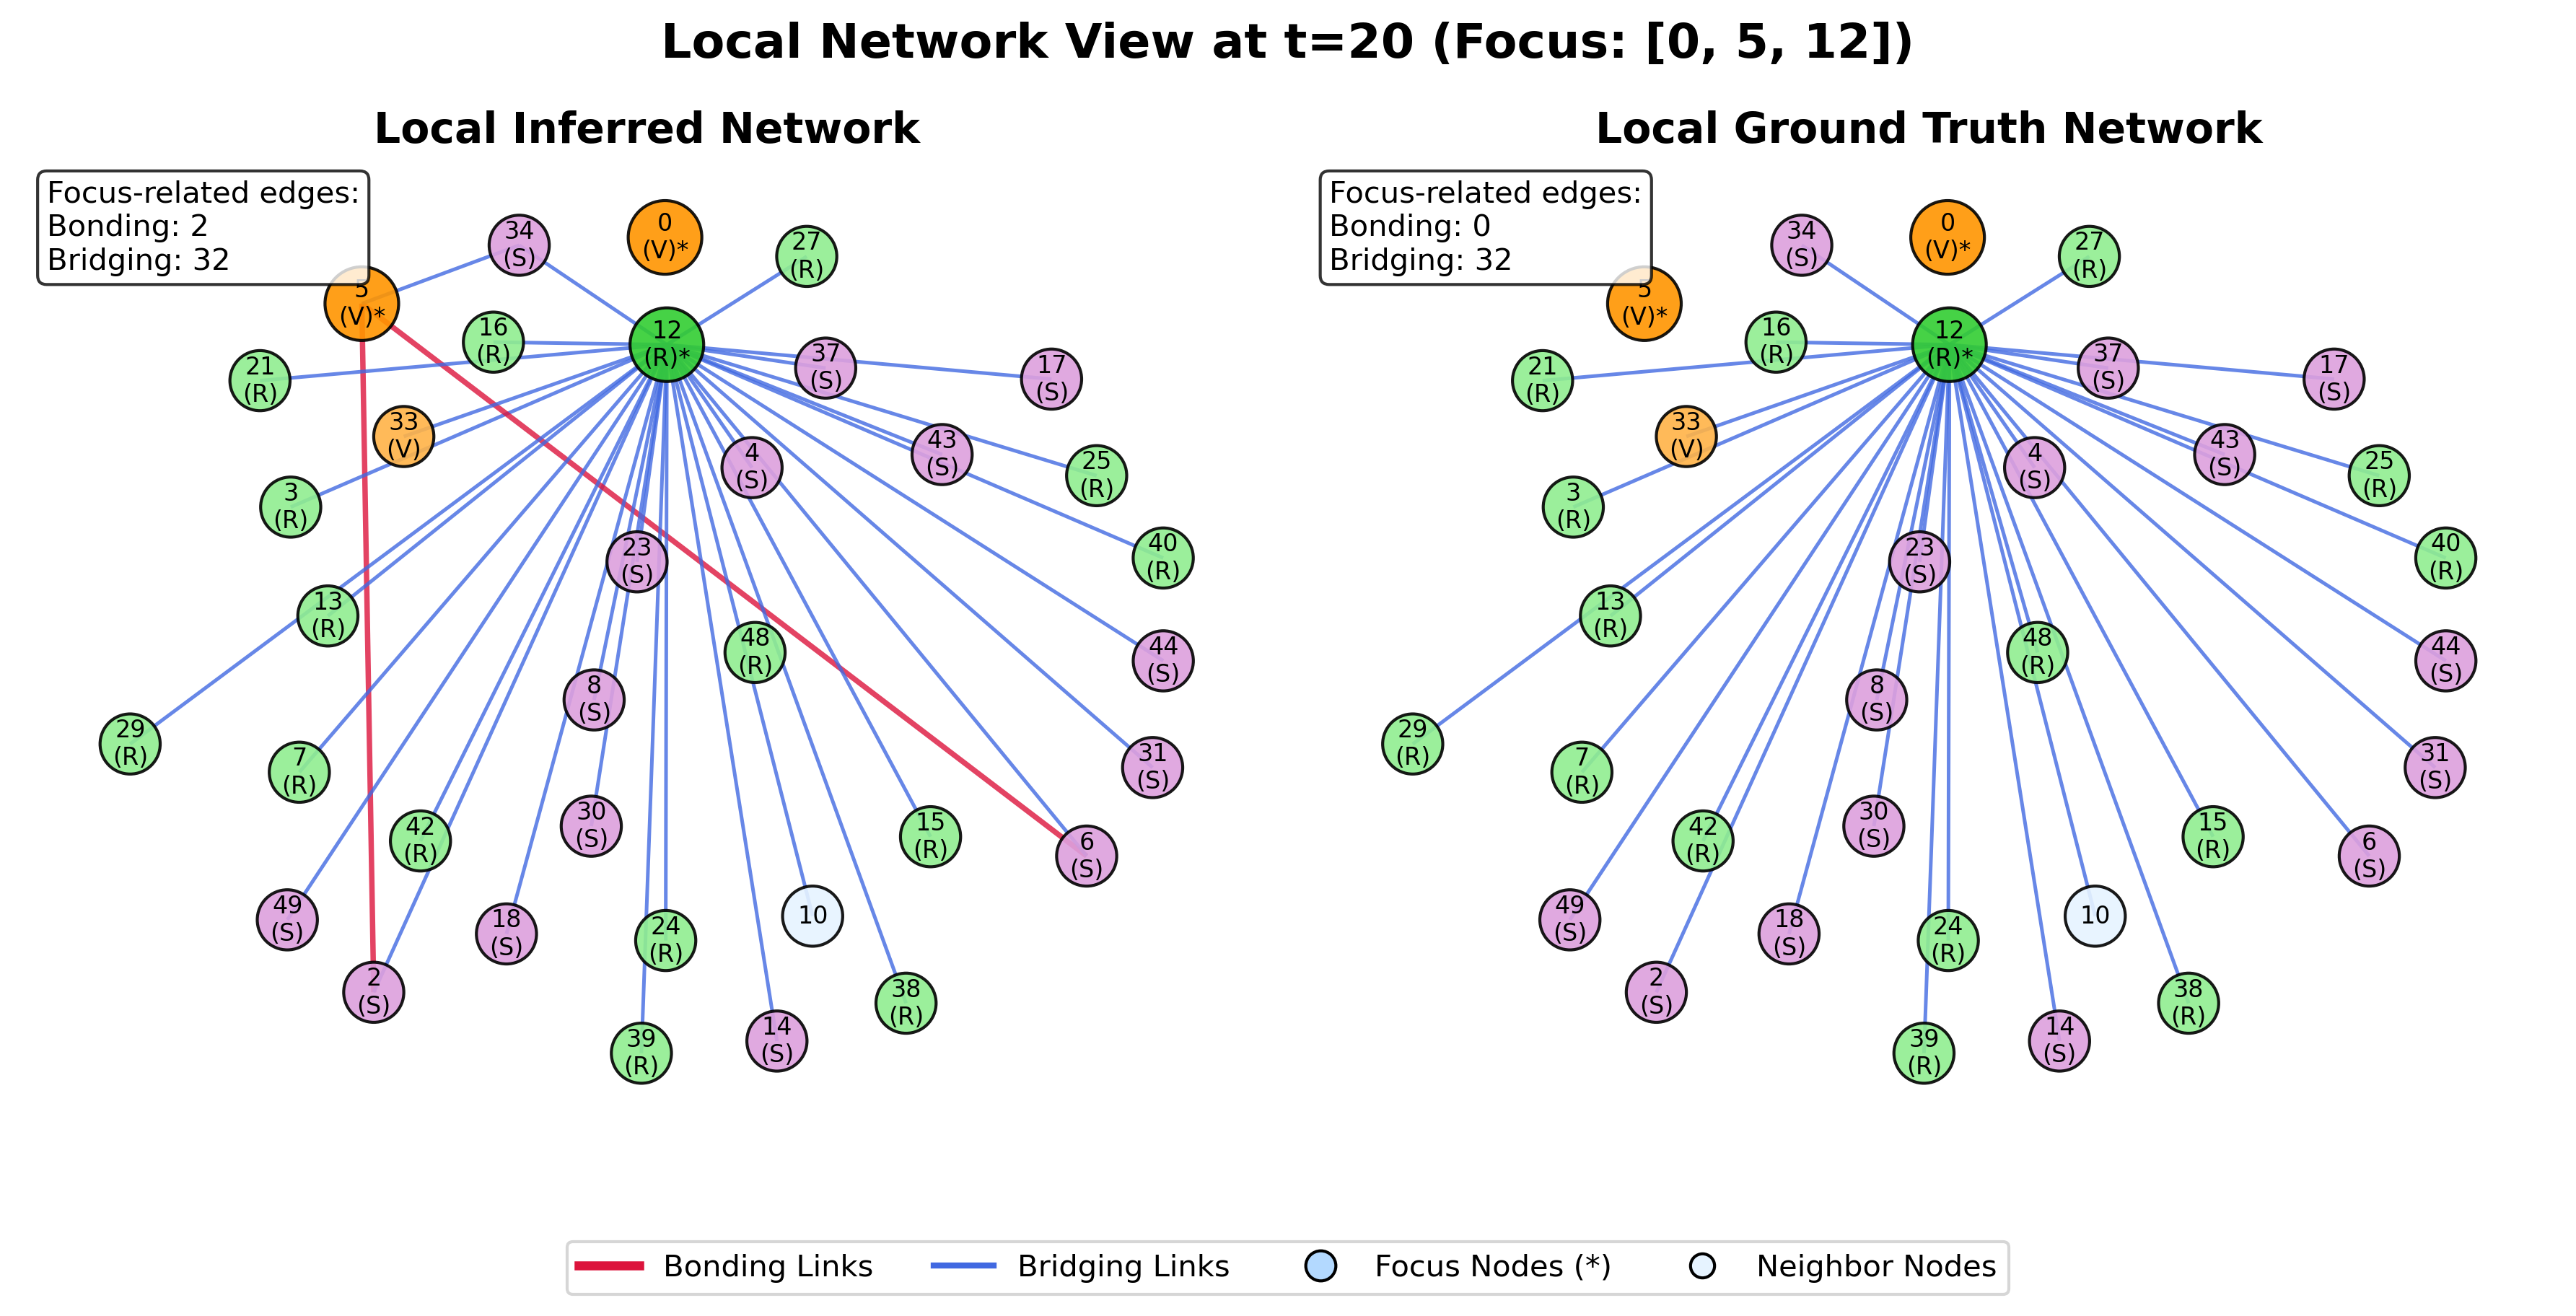 Local Network View at t=20 (Focus: [0, 5, 12])
Local Inferred Network
Focus-related edges:
Bonding: 2
Bridging: 32
34
(S)
0
(V)*
27
(R)
5
(V)*
16
(R)
12
(R)*
37
(S)
17
(S)
21
(R)
33
(V)
4
(S)
43
(S)
25
(R)
3
(R)
23
(S)
40
(R)
13
(R)
48
(R)
44
(S)
8
(S)
29
(R)
7
(R)
31
(S)
42
(R)
30
(S)
15
(R)
6
(S)
49
(S)
18
(S)
24
(R)
10
2
(S)
38
(R)
39
(R)
14
(S)
Local Ground Truth Network
Focus-related edges:
Bonding: 0
Bridging: 32
34
(S)
0
(V)*
27
(R)
5
(V)*
16
(R)
12
(R)*
37
(S)
17
(S)
21
(R)
33
(V)
4
(S)
43
(S)
25
(R)
3
(R)
23
(S)
40
(R)
13
(R)
48
(R)
44
(S)
8
(S)
29
(R)
7
(R)
31
(S)
42
(R)
30
(S)
15
(R)
6
(S)
49
(S)
18
(S)
24
(R)
10
2
(S)
38
(R)
39
(R)
14
(S)
Bonding Links
Bridging Links
Focus Nodes (*)
Neighbor Nodes